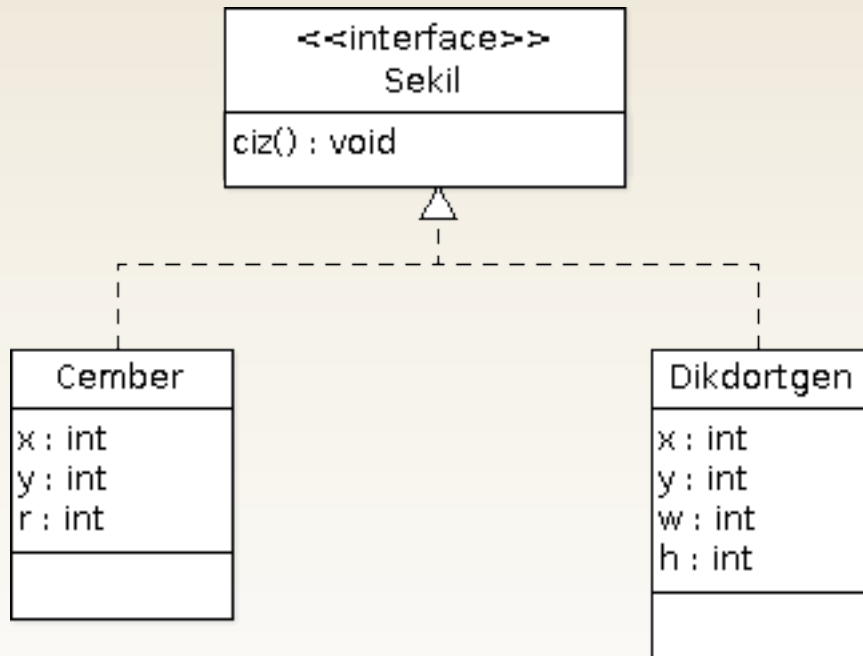 <<interface>>
Sekil
ciz() : void
Cember
x : int
y : int
r : int
Dikdortgen
x : int
y : int
w : int
h : int